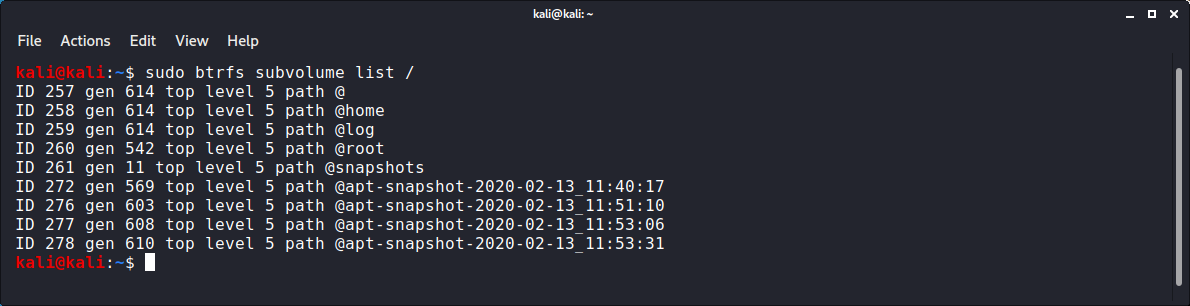 kali@kali: ~
File Actions Edit View Help
kali@kali:~$ sudo btrfs subvolume list /
ID 257 gen 614 top level 5 path @
ID 258 gen 614 top level 5 path @home
ID 259 gen 614 top level 5 path @log
ID 260 gen 542 top level 5 path @root
ID 261 gen 11 top level 5 path @snapshots
ID 272 gen 569 top level 5 path @apt-snapshot-2020-02-13_11:40:17
ID 276 gen 603 top level 5 path @apt-snapshot-2020-02-13_11:51:10
ID 277 gen 608 top level 5 path @apt-snapshot-2020-02-13_11:53:06
ID 278 gen 610 top level 5 path @apt-snapshot-2020-02-13_11:53:31
kali@kali:~$